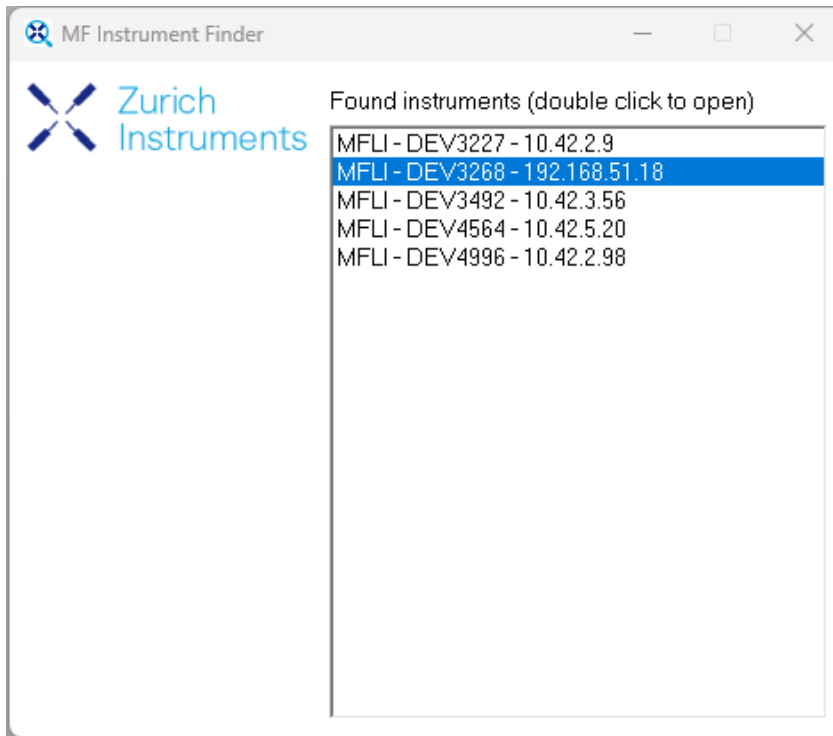 MF Instrument Finder
Zurich
Instruments
Found instruments (double click to open)
MFLI - DEV3227 - 10.42.2.9
MFLI - DEV3268 - 192.168.51.18
MFLI - DEV3492 - 10.42.3.56
MFLI - DEV4564 - 10.42.5.20
MFLI - DEV4996 - 10.42.2.98